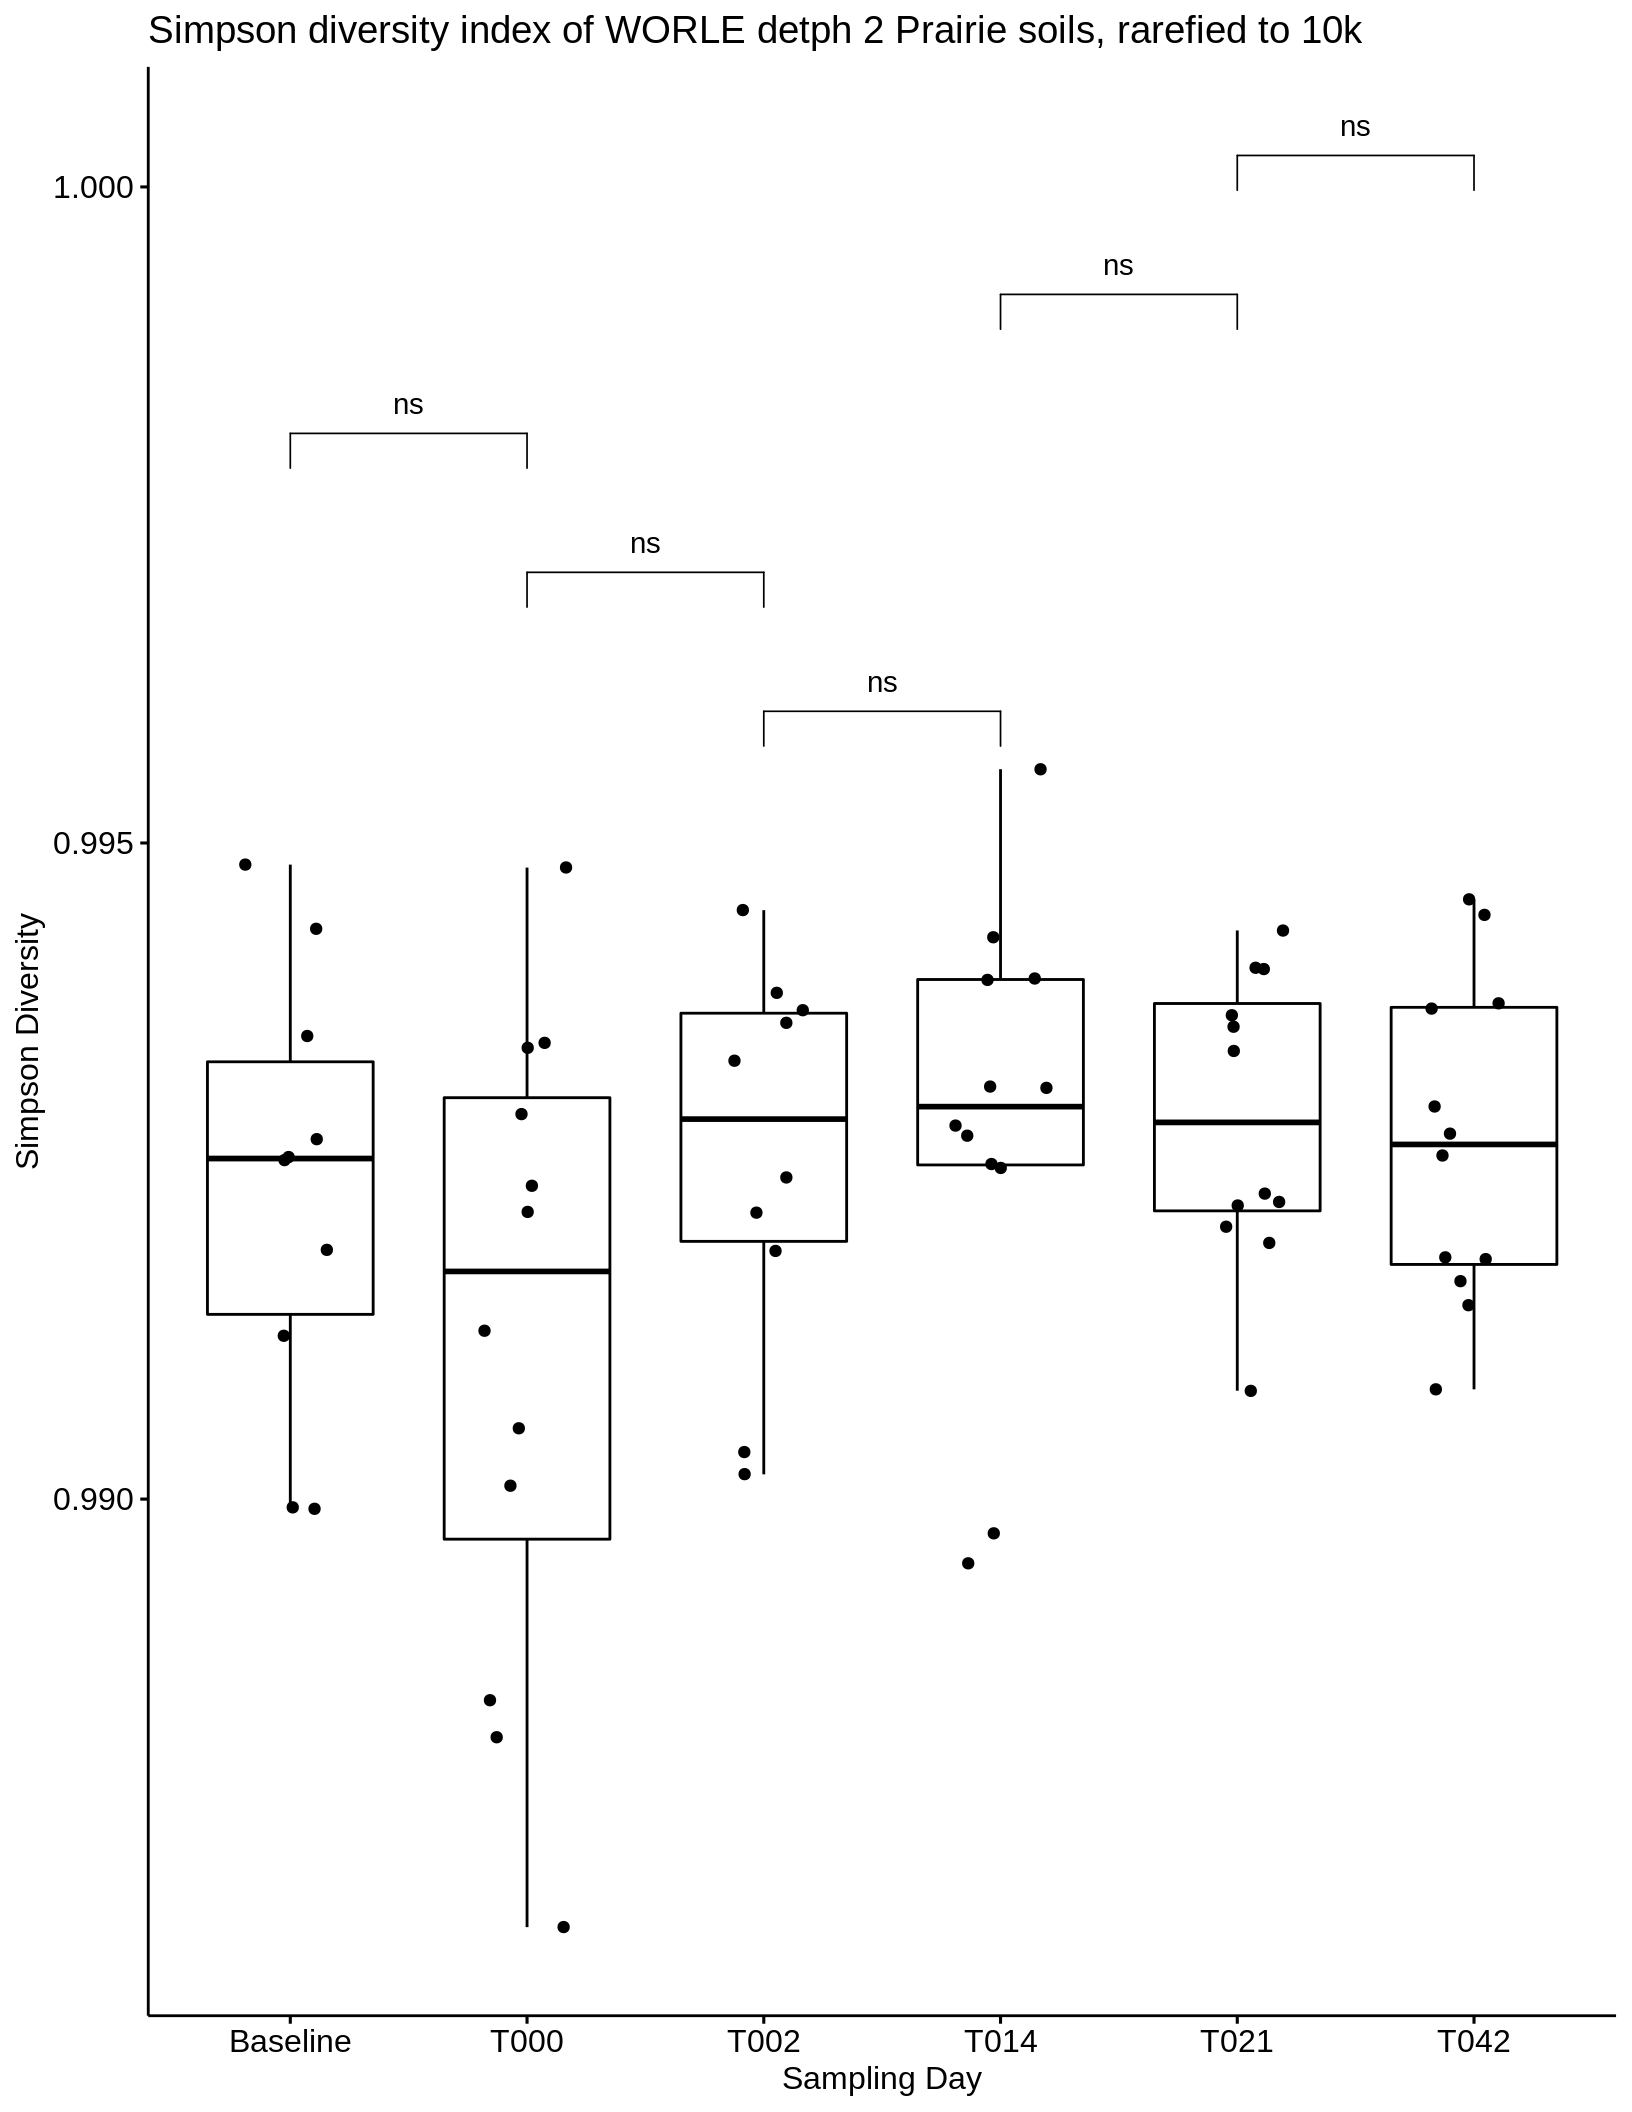 Simpson diversity index of WORLE detph 2 Prairie soils, rarefied to 10k
ns
1.000
ns
ns
ns
ns
0.995
Simpson Diversity
0.990
Baseline T000 T002 T014 T021 T042
Sampling Day